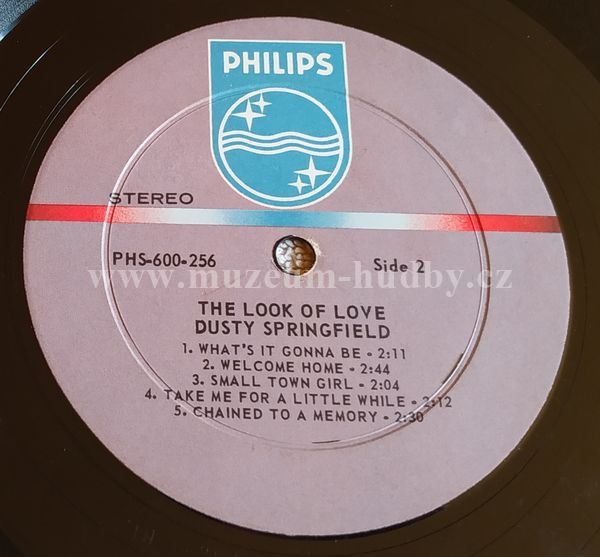 PHILIPS
STEREO
PHS-600-256
Side 2
www.muzeum-hudby.cz
THE LOOK OF LOVE
DUSTY SPRINGFIELD
1. WHAT'S IT GONNA BE - 2:11
2. WELCOME HOME - 2:44
3. SMALL TOWN GIRL - 2:04
4. TAKE ME FOR A LITTLE WHILE - 2:12
5. CHAINED TO A MEMORY - 2:30